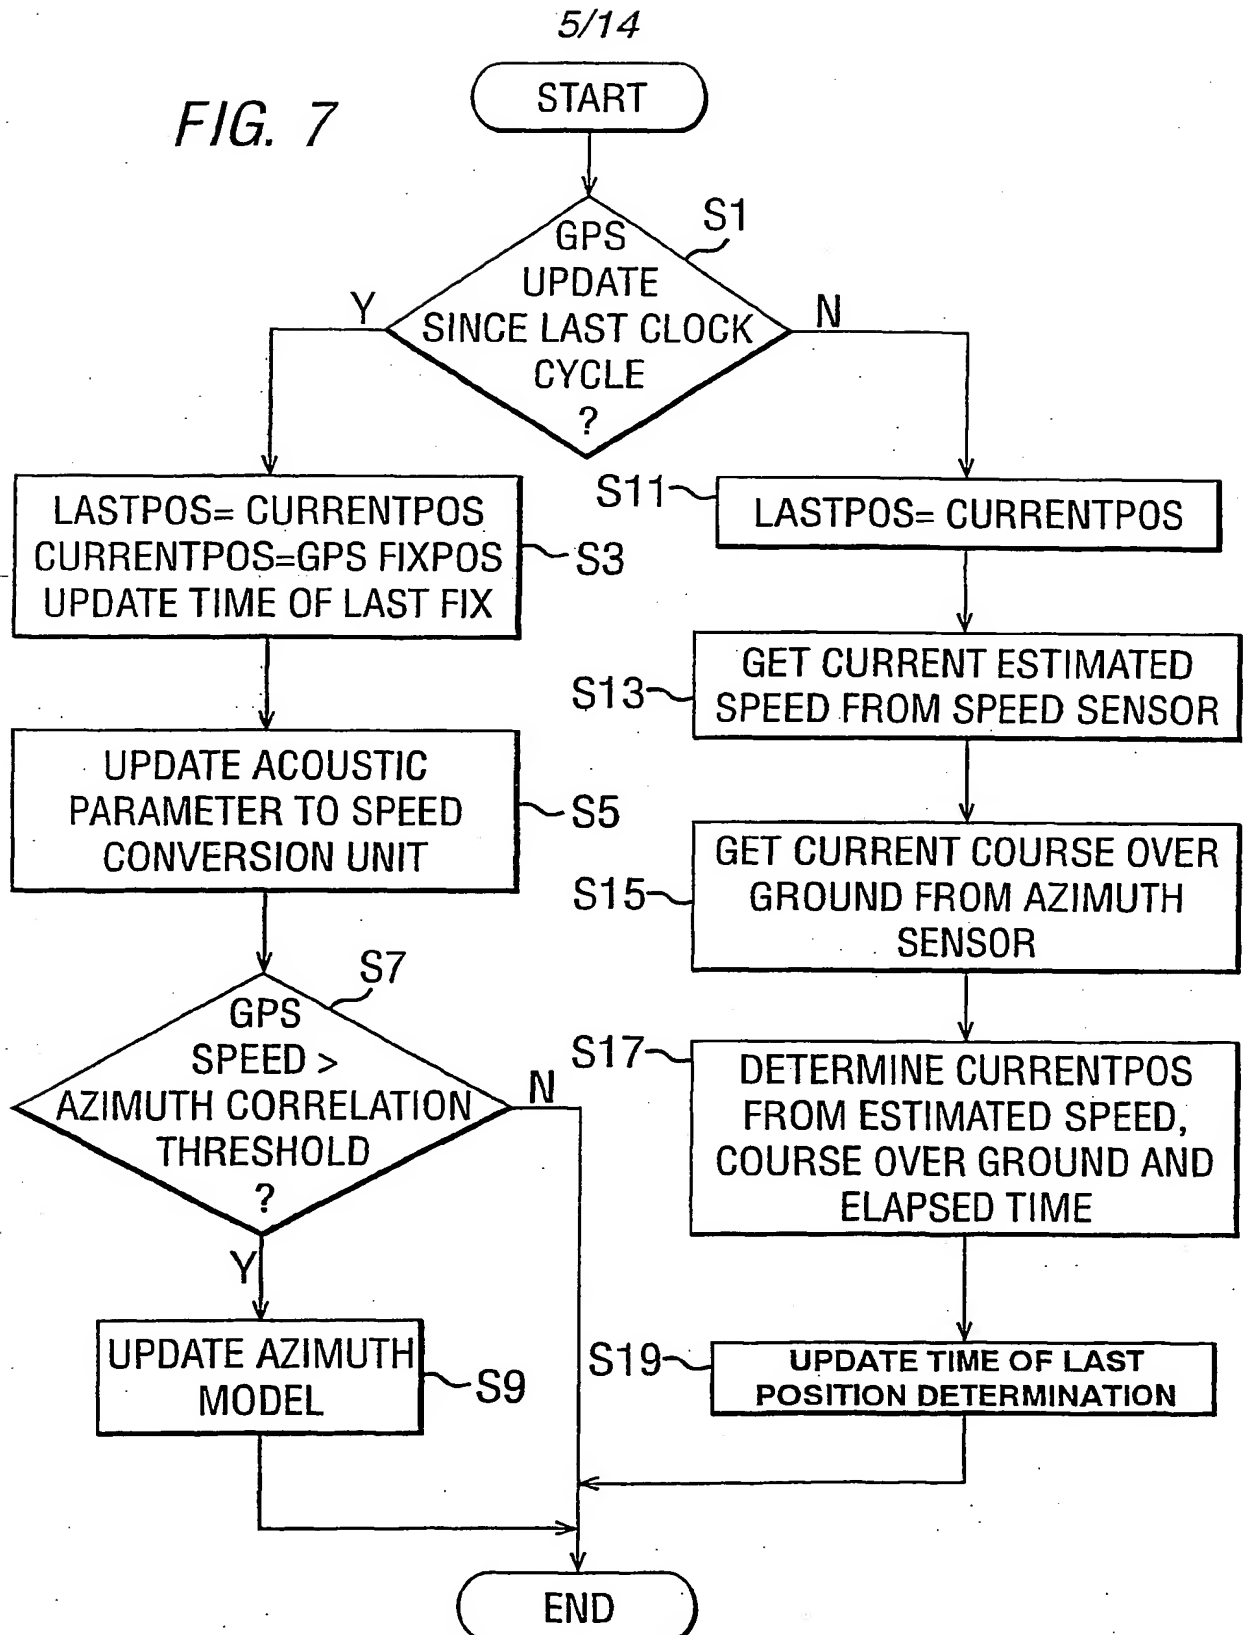 5/14
FIG. 7
START
S1
GPS
UPDATE
SINCE LAST CLOCK
CYCLE
?
Y
N
LASTPOS= CURRENTPOS
CURRENTPOS=GPS FIXPOS
UPDATE TIME OF LAST FIX
S3
UPDATE ACOUSTIC
PARAMETER TO SPEED
CONVERSION UNIT
S5
S7
GPS
SPEED >
AZIMUTH CORRELATION
THRESHOLD
?
N
Y
UPDATE AZIMUTH
MODEL
S9
S11
LASTPOS= CURRENTPOS
S13
GET CURRENT ESTIMATED
SPEED FROM SPEED SENSOR
S15
GET CURRENT COURSE OVER
GROUND FROM AZIMUTH
SENSOR
S17
DETERMINE CURRENTPOS
FROM ESTIMATED SPEED,
COURSE OVER GROUND AND
ELAPSED TIME
S19
UPDATE TIME OF LAST
POSITION DETERMINATION
END